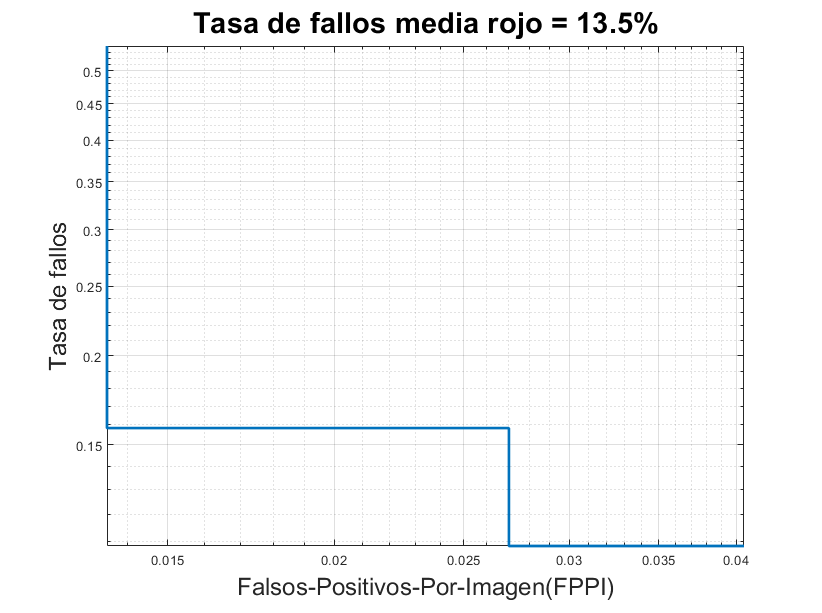 Tasa de fallos media rojo = 13.5%
0.5
0.45
0.4
0.35
0.3
0.25
0.2
0.15
Tasa de fallos
0.015 0.02 0.025 0.03 0.035 0.04
Falsos-Positivos-Por-Imagen(FPPI)